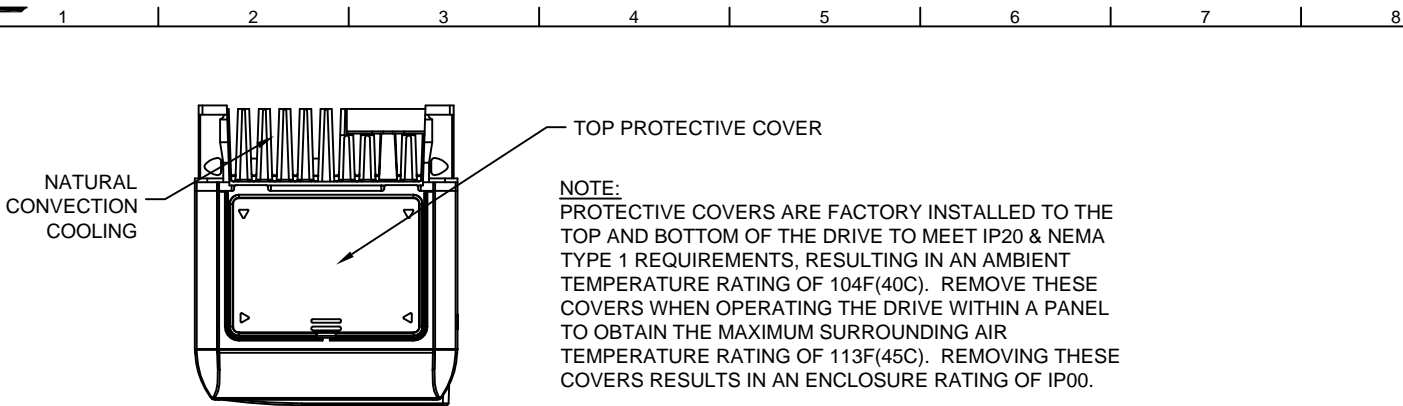 1 2 3 4 5 6 7 8
TOP PROTECTIVE COVER
NATURAL
CONVECTION
COOLING
NOTE:
PROTECTIVE COVERS ARE FACTORY INSTALLED TO THE
TOP AND BOTTOM OF THE DRIVE TO MEET IP20 & NEMA
TYPE 1 REQUIREMENTS, RESULTING IN AN AMBIENT
TEMPERATURE RATING OF 104F(40C).  REMOVE THESE
COVERS WHEN OPERATING THE DRIVE WITHIN A PANEL
TO OBTAIN THE MAXIMUM SURROUNDING AIR
TEMPERATURE RATING OF 113F(45C).  REMOVING THESE
COVERS RESULTS IN AN ENCLOSURE RATING OF IP00.